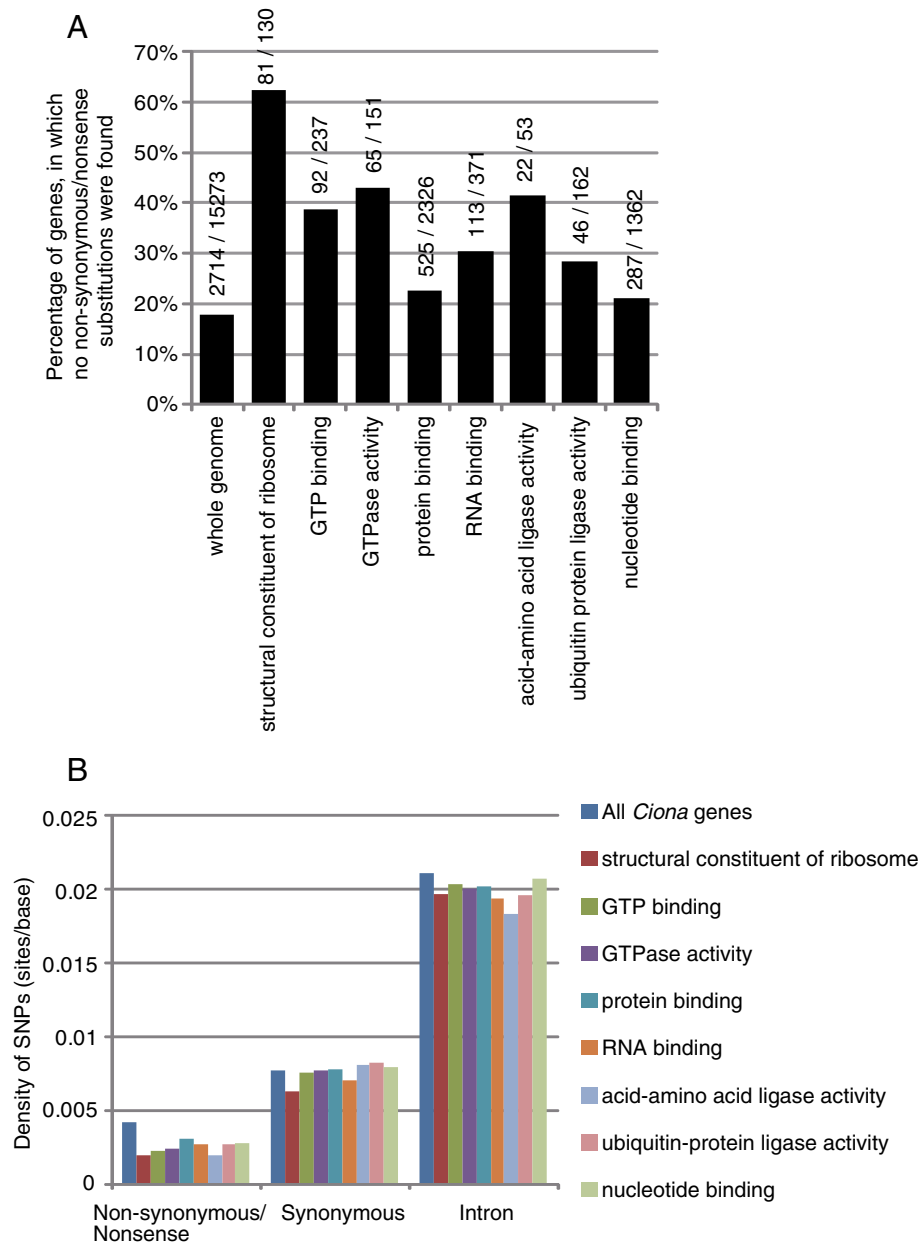 A
Percentage of genes, in which
no non-synonymous/nonsense
substitutions were found
70%
60%
50%
40%
30%
20%
10%
0%
2714 / 15273
81 / 130
92 / 237
65 / 151
525 / 2326
113 / 371
22 / 53
46 / 162
287 / 1362
whole genome
structural constituent of ribosome
GTP binding
GTPase activity
protein binding
RNA binding
acid-amino acid ligase activity
ubiquitin protein ligase activity
nucleotide binding
B
Density of SNPs (sites/base)
0.025
0.02
0.015
0.01
0.005
0
Non-synonymous/
Nonsense
Synonymous
Intron
All Ciona genes
structural constituent of ribosome
GTP binding
GTPase activity
protein binding
RNA binding
acid-amino acid ligase activity
ubiquitin-protein ligase activity
nucleotide binding